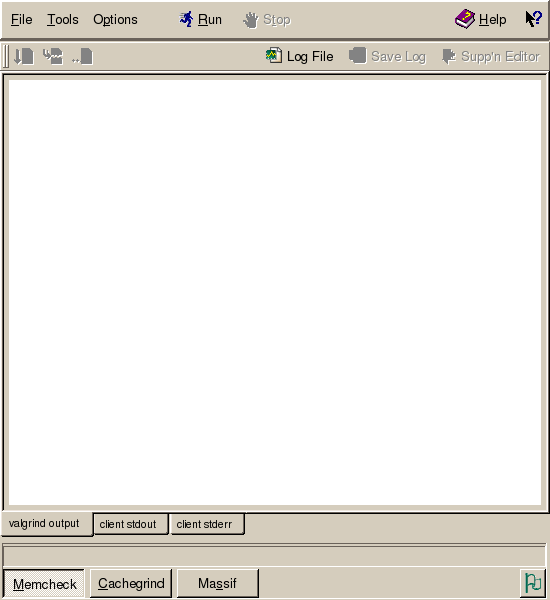 File Tools Options Run Stop Help
Log File Save Log Supp'n Editor
valgrind output client stdout client stderr
Memcheck Cachegrind Massif